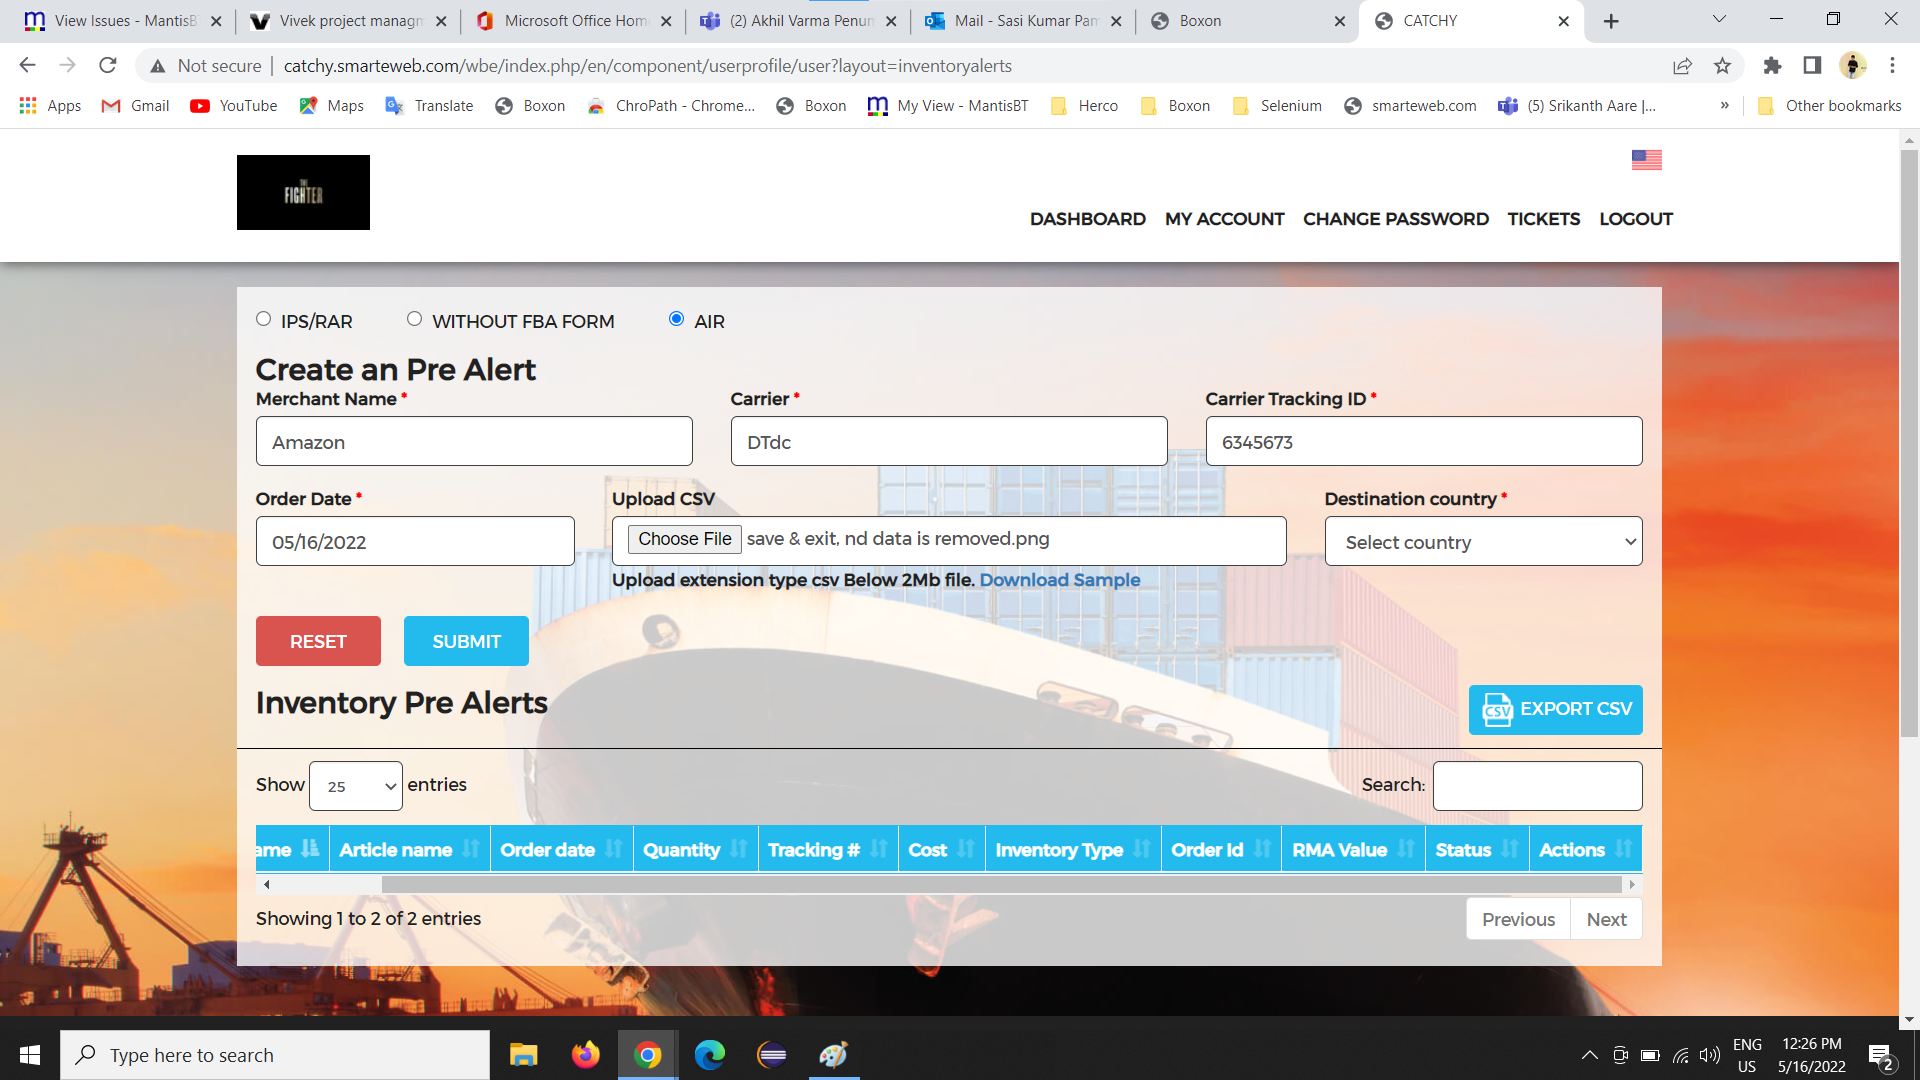 View Issues - MantisB
Vivek project managm
Microsoft Office Hom
(2) Akhil Varma Penum
Mail - Sasi Kumar Pam
Boxon
CATCHY
Not secure
catchy.smarteweb.com/wbe/index.php/en/component/userprofile/user?layout=inventoryalerts
Apps
Gmail
YouTube
Maps
Translate
Boxon
ChroPath - Chrome...
Boxon
My View - MantisBT
Herco
Boxon
Selenium
smarteweb.com
(5) Srikanth Aare |...
»
Other bookmarks
THE
FIGHTER
DASHBOARD
MY ACCOUNT
CHANGE PASSWORD
TICKETS
LOGOUT
IPS/RAR
WITHOUT FBA FORM
AIR
Create an Pre Alert
Merchant Name *
Carrier *
Carrier Tracking ID *
Amazon
DTdc
6345673
Order Date *
Upload CSV
Destination country *
05/16/2022
Choose File save & exit, nd data is removed.png
Select country
Upload extension type csv Below 2Mb file. Download Sample
RESET
SUBMIT
Inventory Pre Alerts
CSV EXPORT CSV
Show 25 entries
Search:
ame
Article name
Order date
Quantity
Tracking #
Cost
Inventory Type
Order Id
RMA Value
Status
Actions
Showing 1 to 2 of 2 entries
Previous
Next
Type here to search
ENG
US
12:26 PM
5/16/2022
2